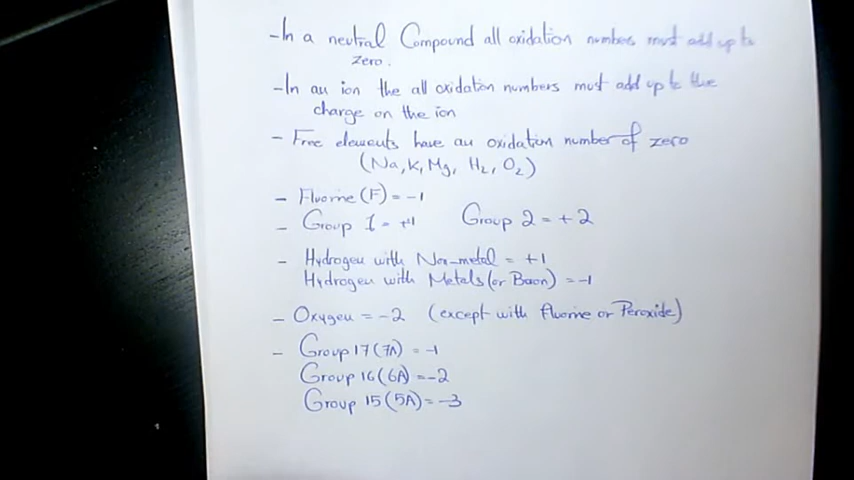 -In a neutral Compound all oxidation numbers must add up to
zero.
-In an ion the all oxidation numbers must add up to the
charge on the ion
- Free elements have an oxidation number of zero
(Na, K, Mg, H2, O2)
- Fluorine (F) = -1
- Group 1 = +1 Group 2 = +2
- Hydrogen with Non-metal = +1
Hydrogen with Metals (or Boron) = -1
- Oxygen = -2 (except with fluorine or Peroxide)
- Group 17 (7A) = -1
Group 16 (6A) = -2
Group 15 (5A) = -3